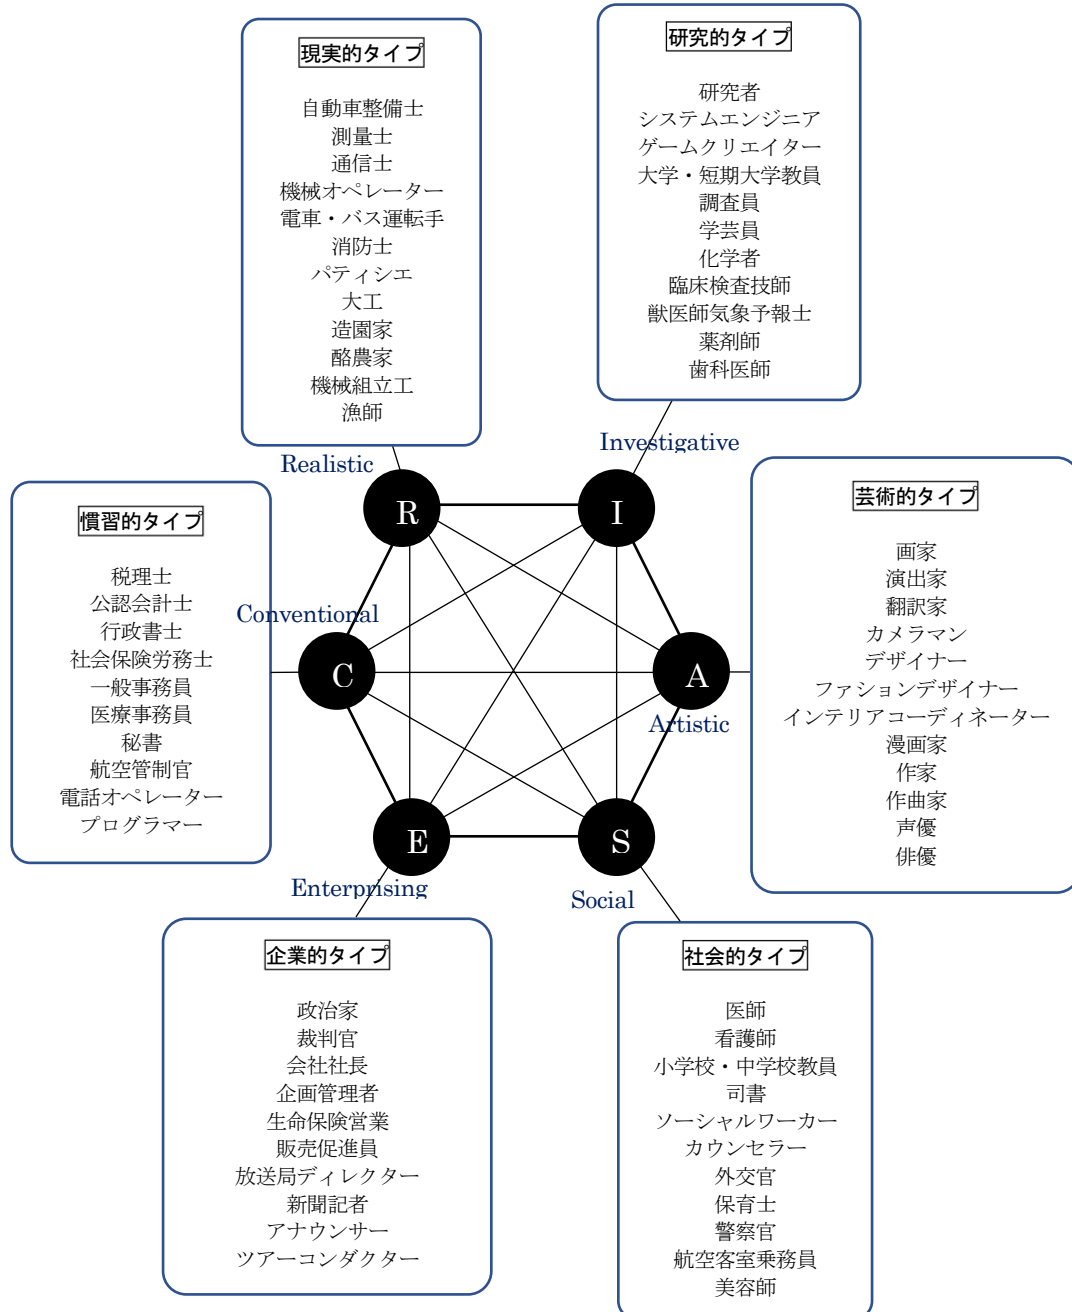 現実的タイプ
自動車整備士
測量士
通信士
機械オペレーター
電車・バス運転手
消防士
パティシエ
大工
造園家
酪農家
機械組立工
漁師
研究的タイプ
研究者
システムエンジニア
ゲームクリエイター
大学・短期大学教員
調査員
学芸員
化学者
臨床検査技師
獣医師気象予報士
薬剤師
歯科医師
Realistic
Investigative
R
I
慣習的タイプ
税理士
公認会計士
行政書士
社会保険労務士
一般事務員
医療事務員
秘書
航空管制官
電話オペレーター
プログラマー
Conventional
C
A
Artistic
芸術的タイプ
画家
演出家
翻訳家
カメラマン
デザイナー
ファションデザイナー
インテリアコーディネーター
漫画家
作家
作曲家
声優
俳優
E
S
Enterprising
Social
企業的タイプ
政治家
裁判官
会社社長
企画管理者
生命保険営業
販売促進員
放送局ディレクター
新聞記者
アナウンサー
ツアーコンダクター
社会的タイプ
医師
看護師
小学校・中学校教員
司書
ソーシャルワーカー
カウンセラー
外交官
保育士
警察官
航空客室乗務員
美容師